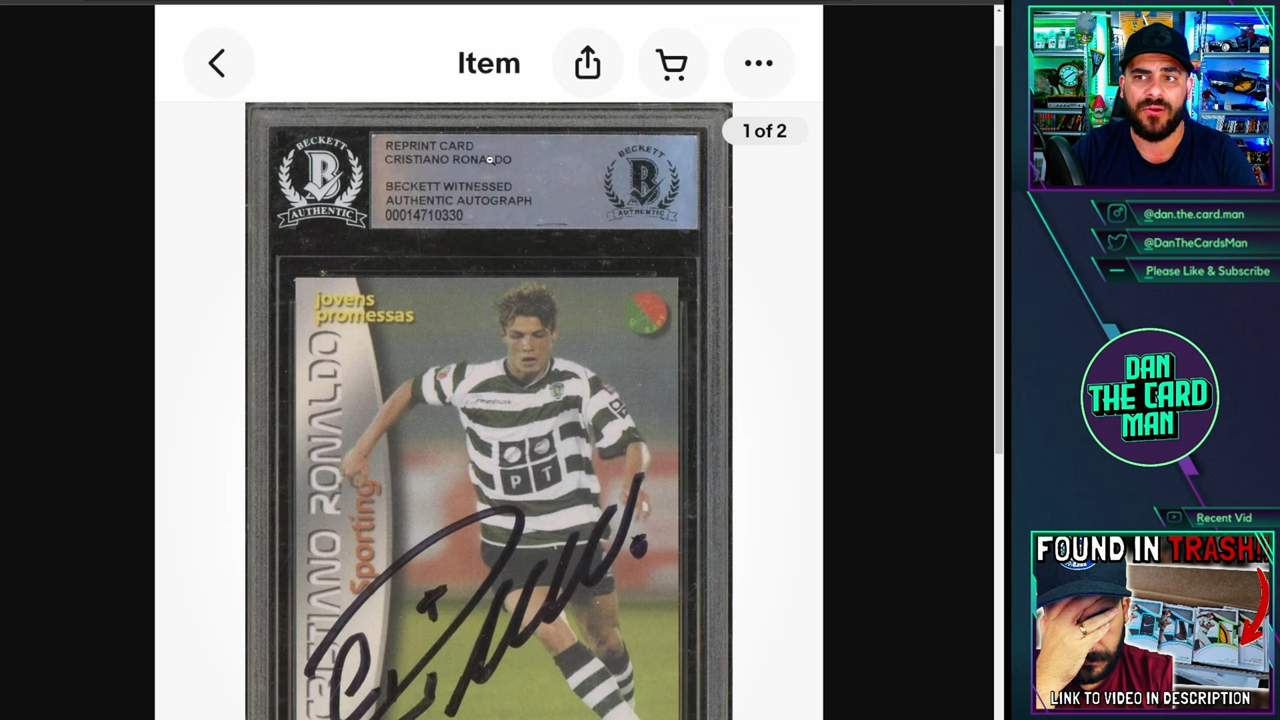 Item
1 of 2
BECKETT
AUTHENTIC
REPRINT CARD
CRISTIANO RONALDO
BECKETT WITNESSED
AUTHENTIC AUTOGRAPH
00014710330
BECKETT
AUTHENTIC
jovens
promessas
CRISTIANO RONALDO
Sporting
PT
@dan.the.card.man
@DanTheCardsMan
Please Like & Subscribe
DAN
THE CARD
MAN
Recent Vid
FOUND IN TRASH!
LINK TO VIDEO IN DESCRIPTION